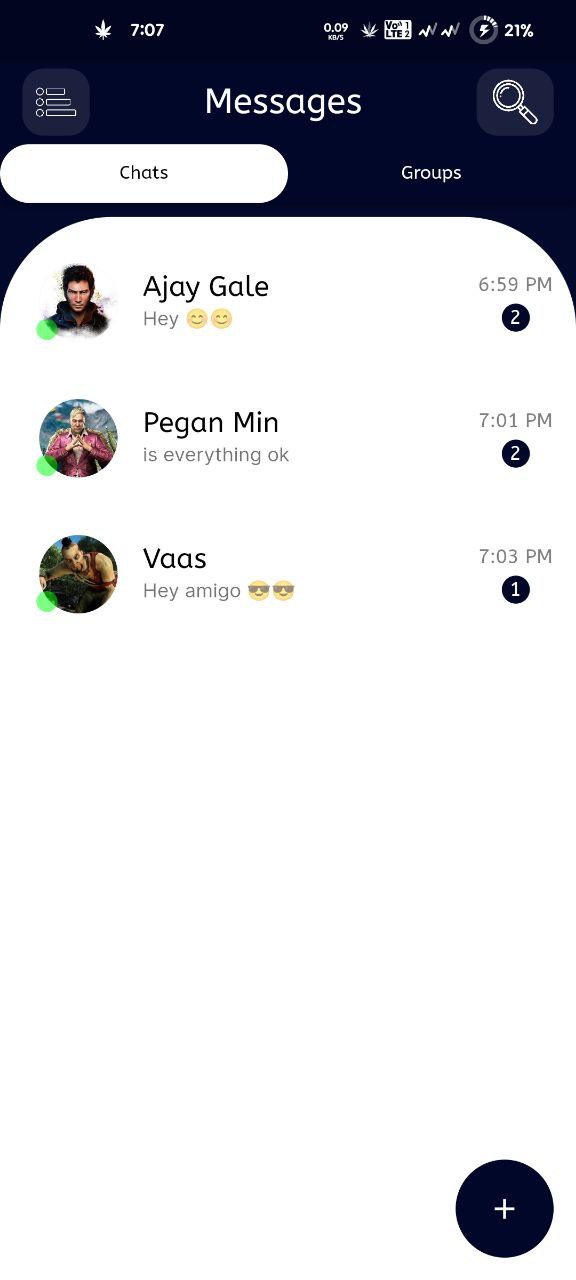 7:07
0.09
KB/S
Vo 1
LTE 2
21%
Messages
Chats
Groups
Ajay Gale
6:59 PM
Hey 😊😊
2
Pegan Min
7:01 PM
is everything ok
2
Vaas
7:03 PM
Hey amigo 😎😎
1
+